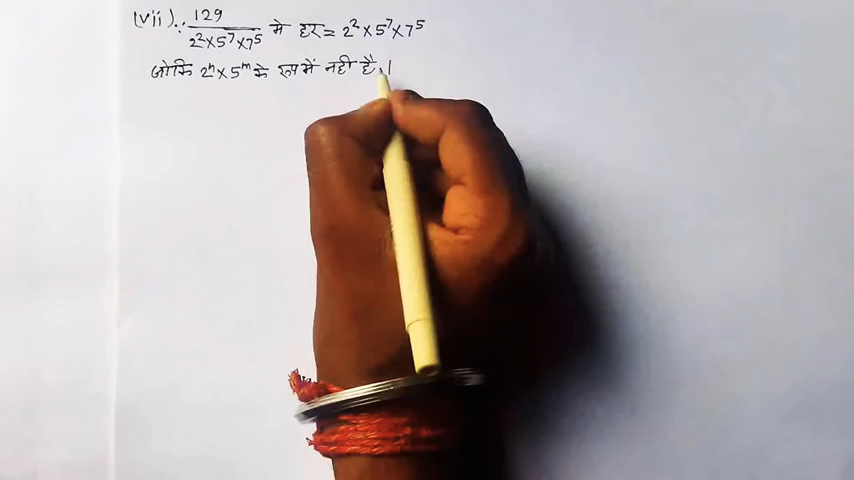 (vii) ∵ 129/2²×5⁷×7⁵ मे हर = 2²×5⁷×7⁵
जोकि 2ⁿ×5ᵐ के रूप में नही है।